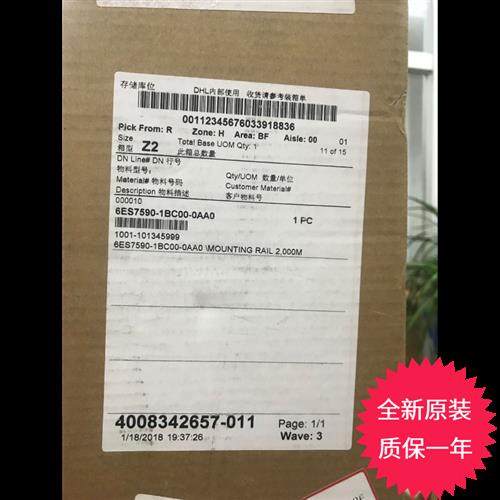 存储库位
DHL内部使用 收货请参考装箱单
00112345676033918836
Pick From: R Zone: H Area: BF Aisle: 00 01
Size Total Base UOM Qty: 1 11 of 15
箱型 Z2 此箱总数量
DN Line# DN 行号
物料型号: Qty/UOM 数量/单位
Material# 物料号码 Customer Material#
Description 物料描述 客户物料号
000010
6ES7590-1BC00-0AA0 1 PC
1001-101345999
6ES7590-1BC00-0AA0 \MOUNTING RAIL 2,000M
4008342657-011 Page: 1/1
1/18/2018 19:37:26 Wave: 3
全新原装
质保一年